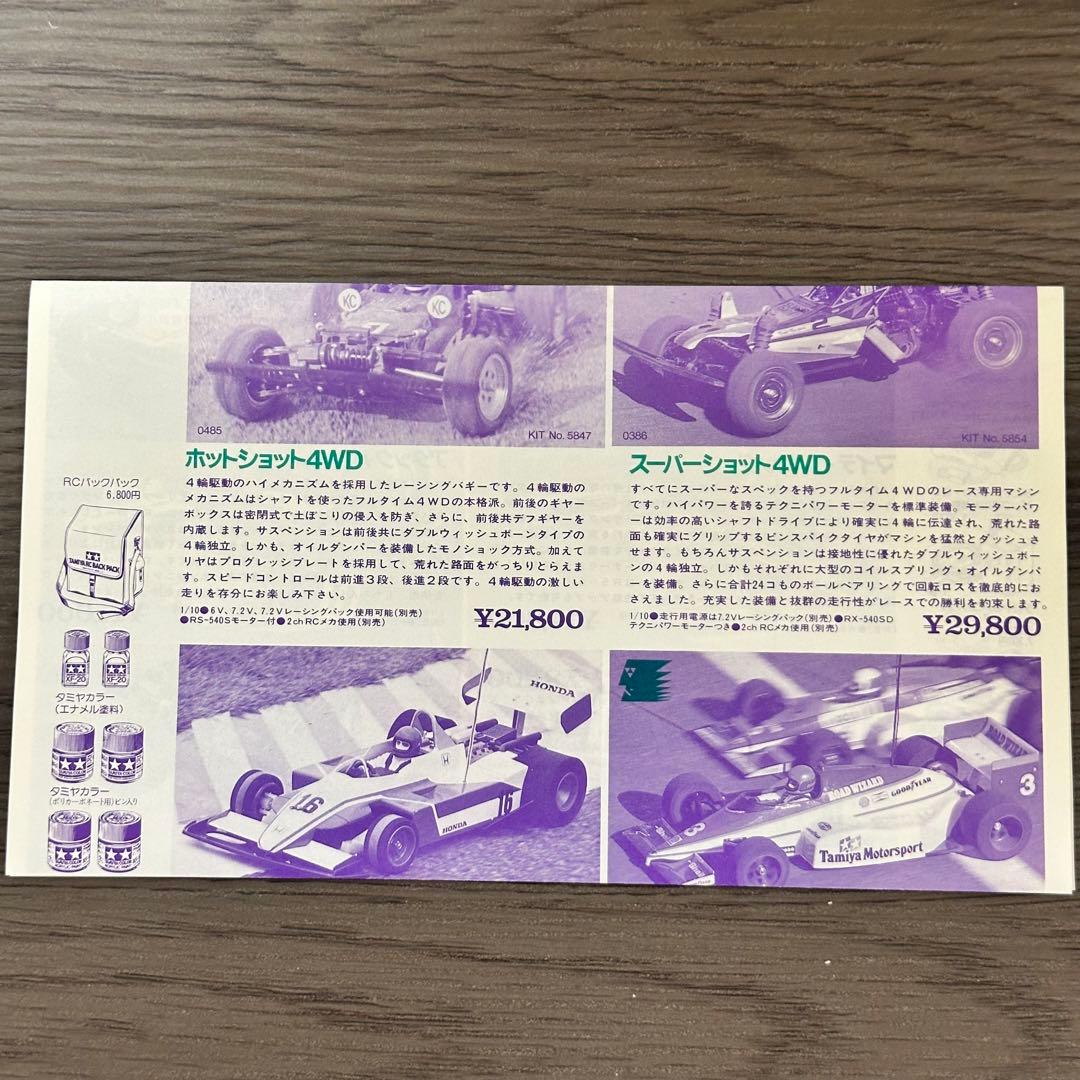 KC
KC
0485
KIT No. 5847
0386
KIT No. 5854
RCバックパック
6,800円
TAMIYA RC BACK PACK
XF-20
XF-20
タミヤカラー
(エナメル塗料)
タミヤカラー
(ポリカーボネート用)ビン入り
ホットショット4WD
4輪駆動のハイメカニズムを採用したレーシングバギーです。4輪駆動の
メカニズムはシャフトを使ったフルタイム4WDの本格派。前後のギヤー
ボックスは密閉式で土ぼこりの侵入を防ぎ、さらに、前後共デフギヤーを
内蔵します。サスペンションは前後共にダブルウィッシュボーンタイプの
4輪独立。しかも、オイルダンパーを装備したモノショック方式。加えて
リヤはプログレッシブレートを採用して、荒れた路面をがっちりとらえま
す。スピードコントロールは前進3段、後進2段です。4輪駆動の激しい
走りを存分にお楽しみ下さい。
1/10●6V、7.2V、7.2Vレーシングパック使用可能(別売)
●RS-540Sモーター付●2ch RCメカ使用(別売)
¥21,800
スーパーショット4WD
すべてにスーパーなスペックを持つフルタイム4WDのレース専用マシン
です。ハイパワーを誇るテクニパワーモーターを標準装備。モーターパワ
ーは効率の高いシャフトドライブにより確実に4輪に伝達され、荒れた路
面も確実にグリップするピンスパイクタイヤがマシンを猛然とダッシュさ
せます。もちろんサスペンションは接地性に優れたダブルウィッシュボー
ンの4輪独立。しかもそれぞれに大型のコイルスプリング・オイルダンパ
ーを装備。さらに合計24コものボールベアリングで回転ロスを徹底的にお
さえました。充実した装備と抜群の走行性がレースでの勝利を約束します。
1/10●走行用電源は7.2Vレーシングパック(別売)●RX-540SD
テクニパワーモーターつき●2ch RCメカ使用(別売)
¥29,800
HONDA
16
16
HONDA
ROAD WIZARD
GOODYEAR
3
3
Tamiya Motorsport